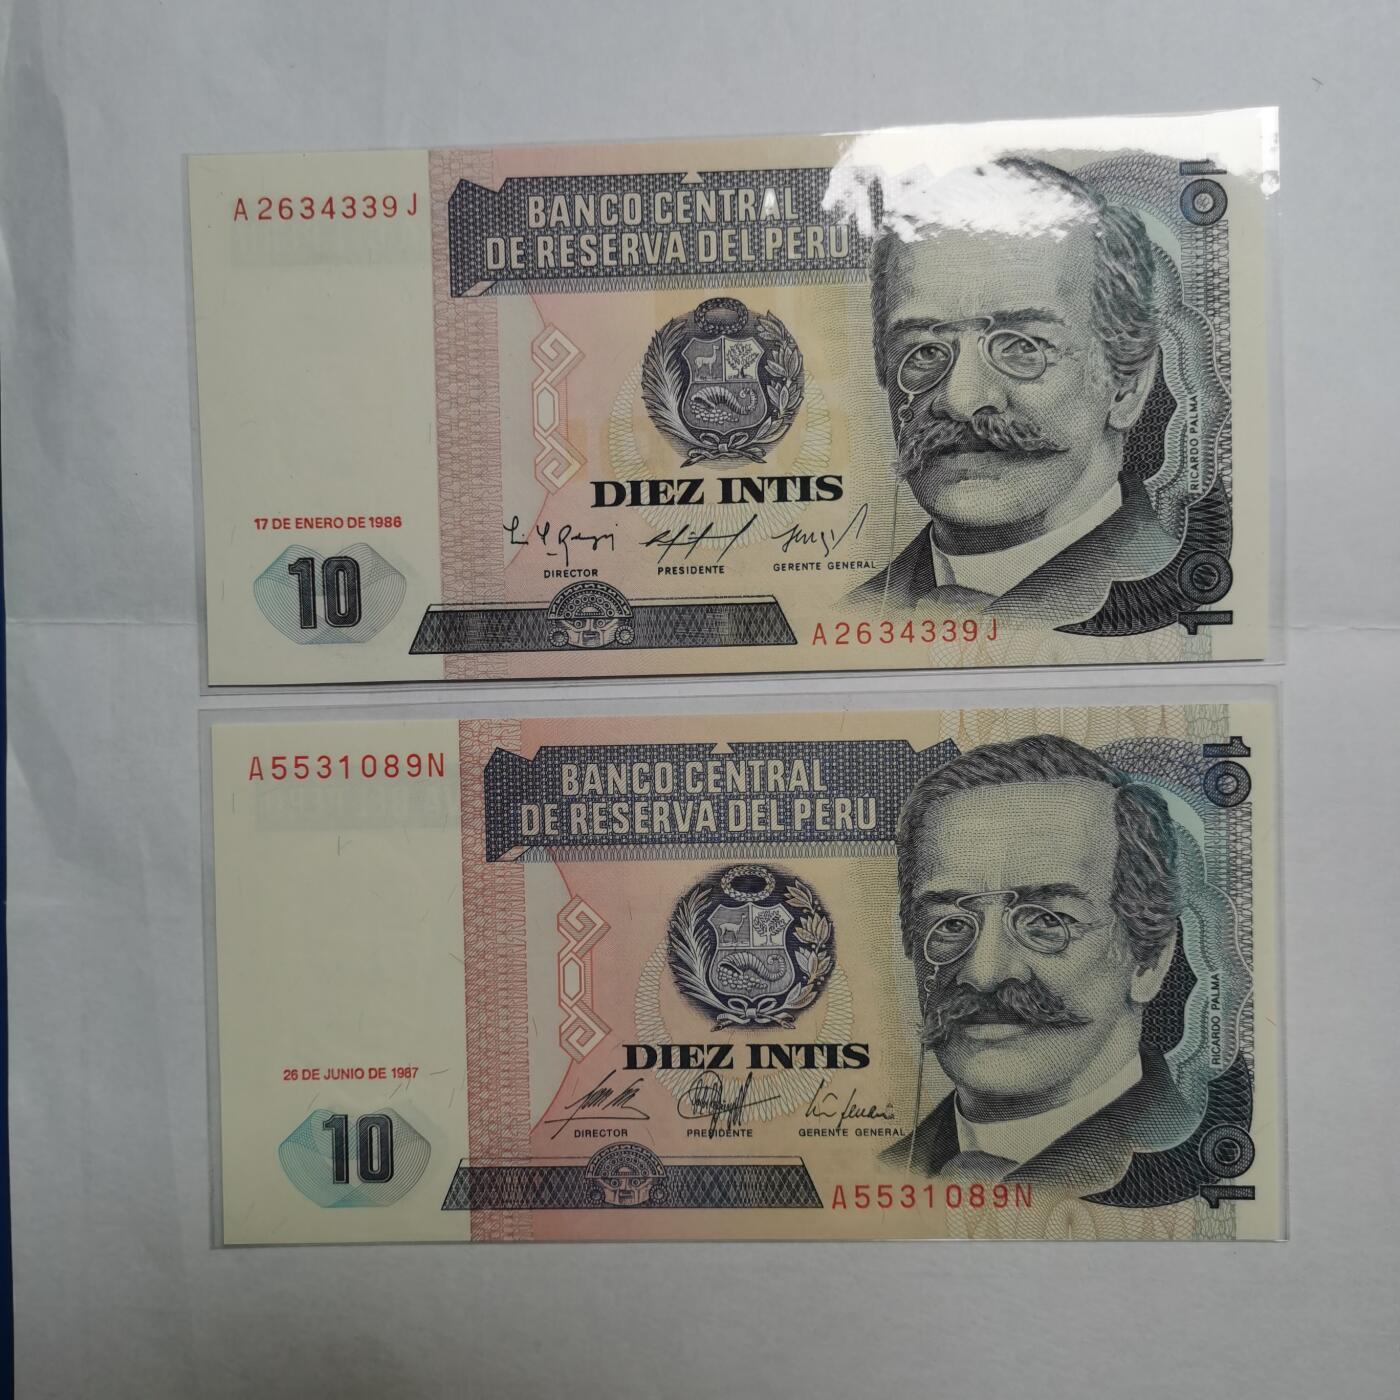 A2634339J
BANCO CENTRAL
DE RESERVA DEL PERÚ
10
RICARDO PALMA
DIEZ INTIS
17 DE ENERO DE 1986
DIRECTOR PRESIDENTE GERENTE GENERAL
10
A2634339J
10
A5531089N
BANCO CENTRAL
DE RESERVA DEL PERÚ
10
RICARDO PALMA
DIEZ INTIS
26 DE JUNIO DE 1987
DIRECTOR PRESIDENTE GERENTE GENERAL
10
A5531089N
10